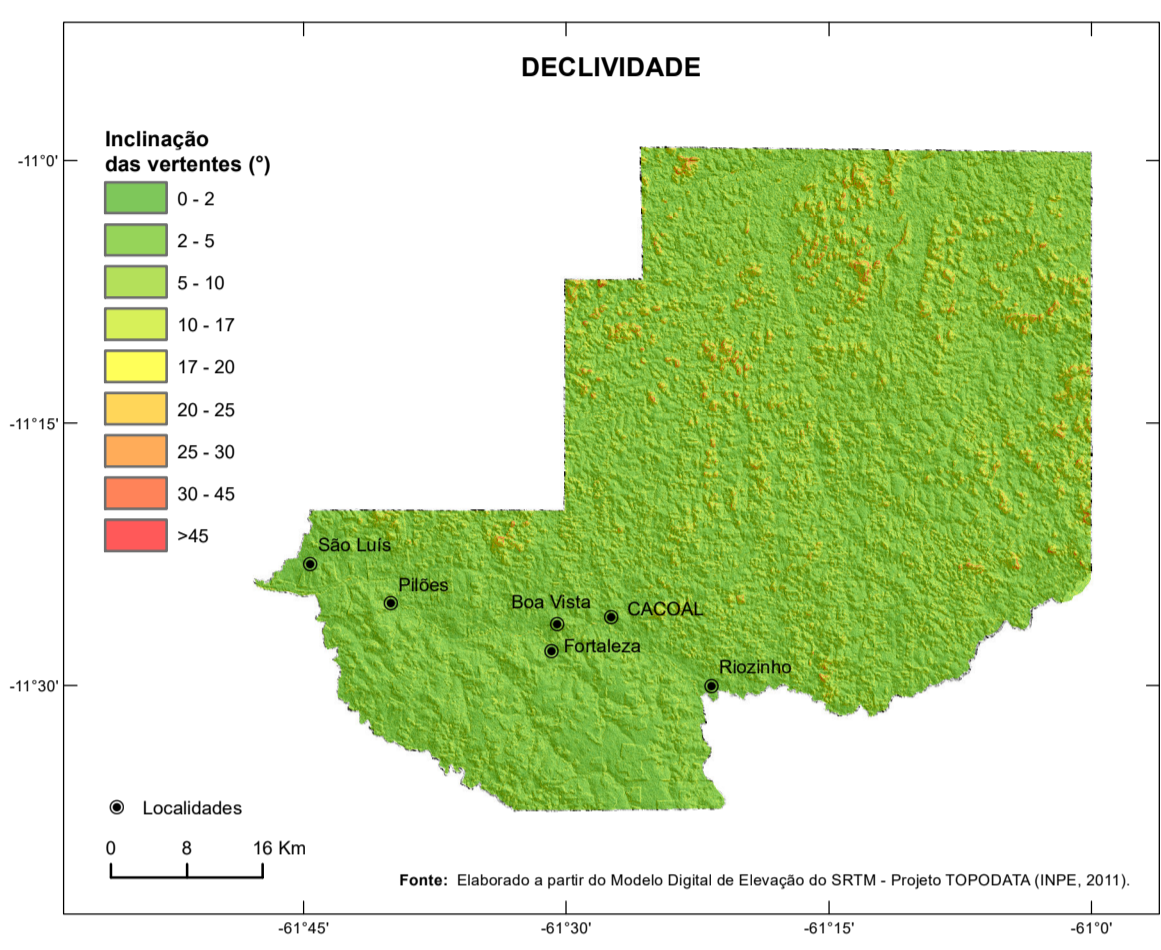 DECLIVIDADE
Inclinação
das vertentes (°)
0 - 2
2 - 5
5 - 10
10 - 17
17 - 20
20 - 25
25 - 30
30 - 45
>45
-11°0'
-11°15'
-11°30'
São Luís
Pilões
Boa Vista
CACOAL
Fortaleza
Riozinho
Localidades
0 8 16 Km
Fonte: Elaborado a partir do Modelo Digital de Elevação do SRTM - Projeto TOPODATA (INPE, 2011).
-61°45' -61°30' -61°15' -61°0'